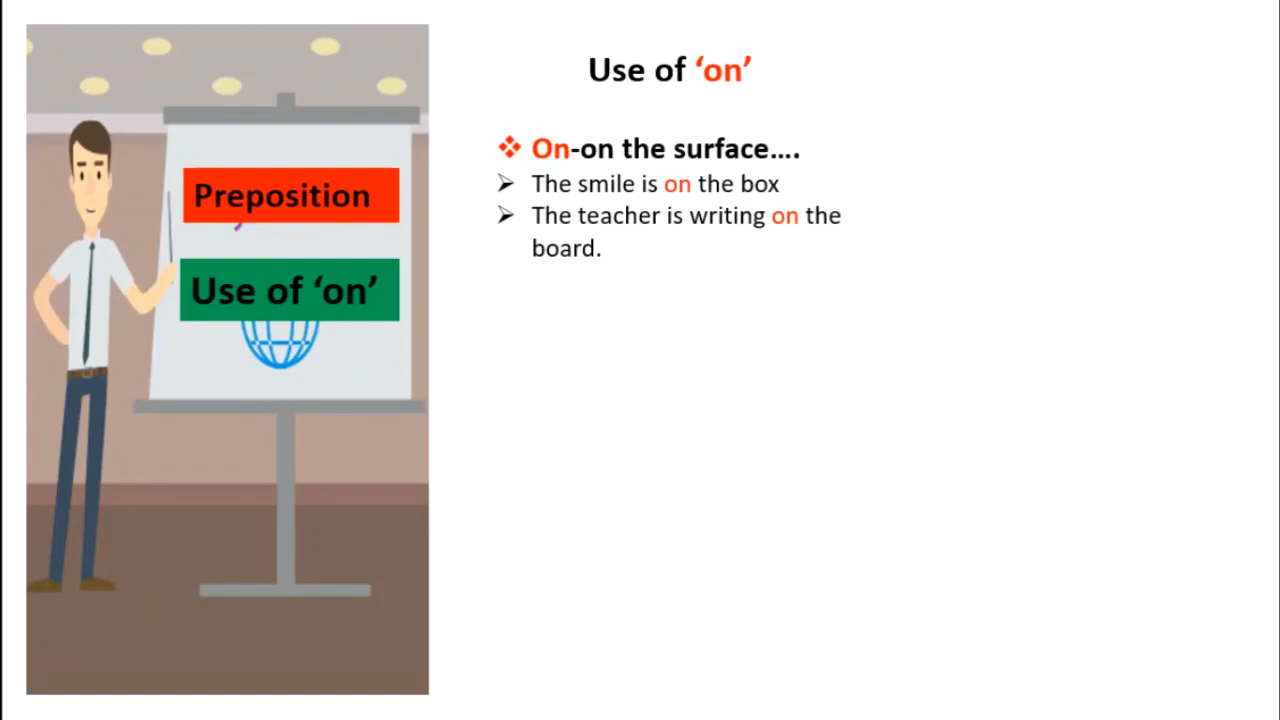 Preposition
Use of ‘on’
Use of ‘on’
On-on the surface....
The smile is on the box
The teacher is writing on the
board.